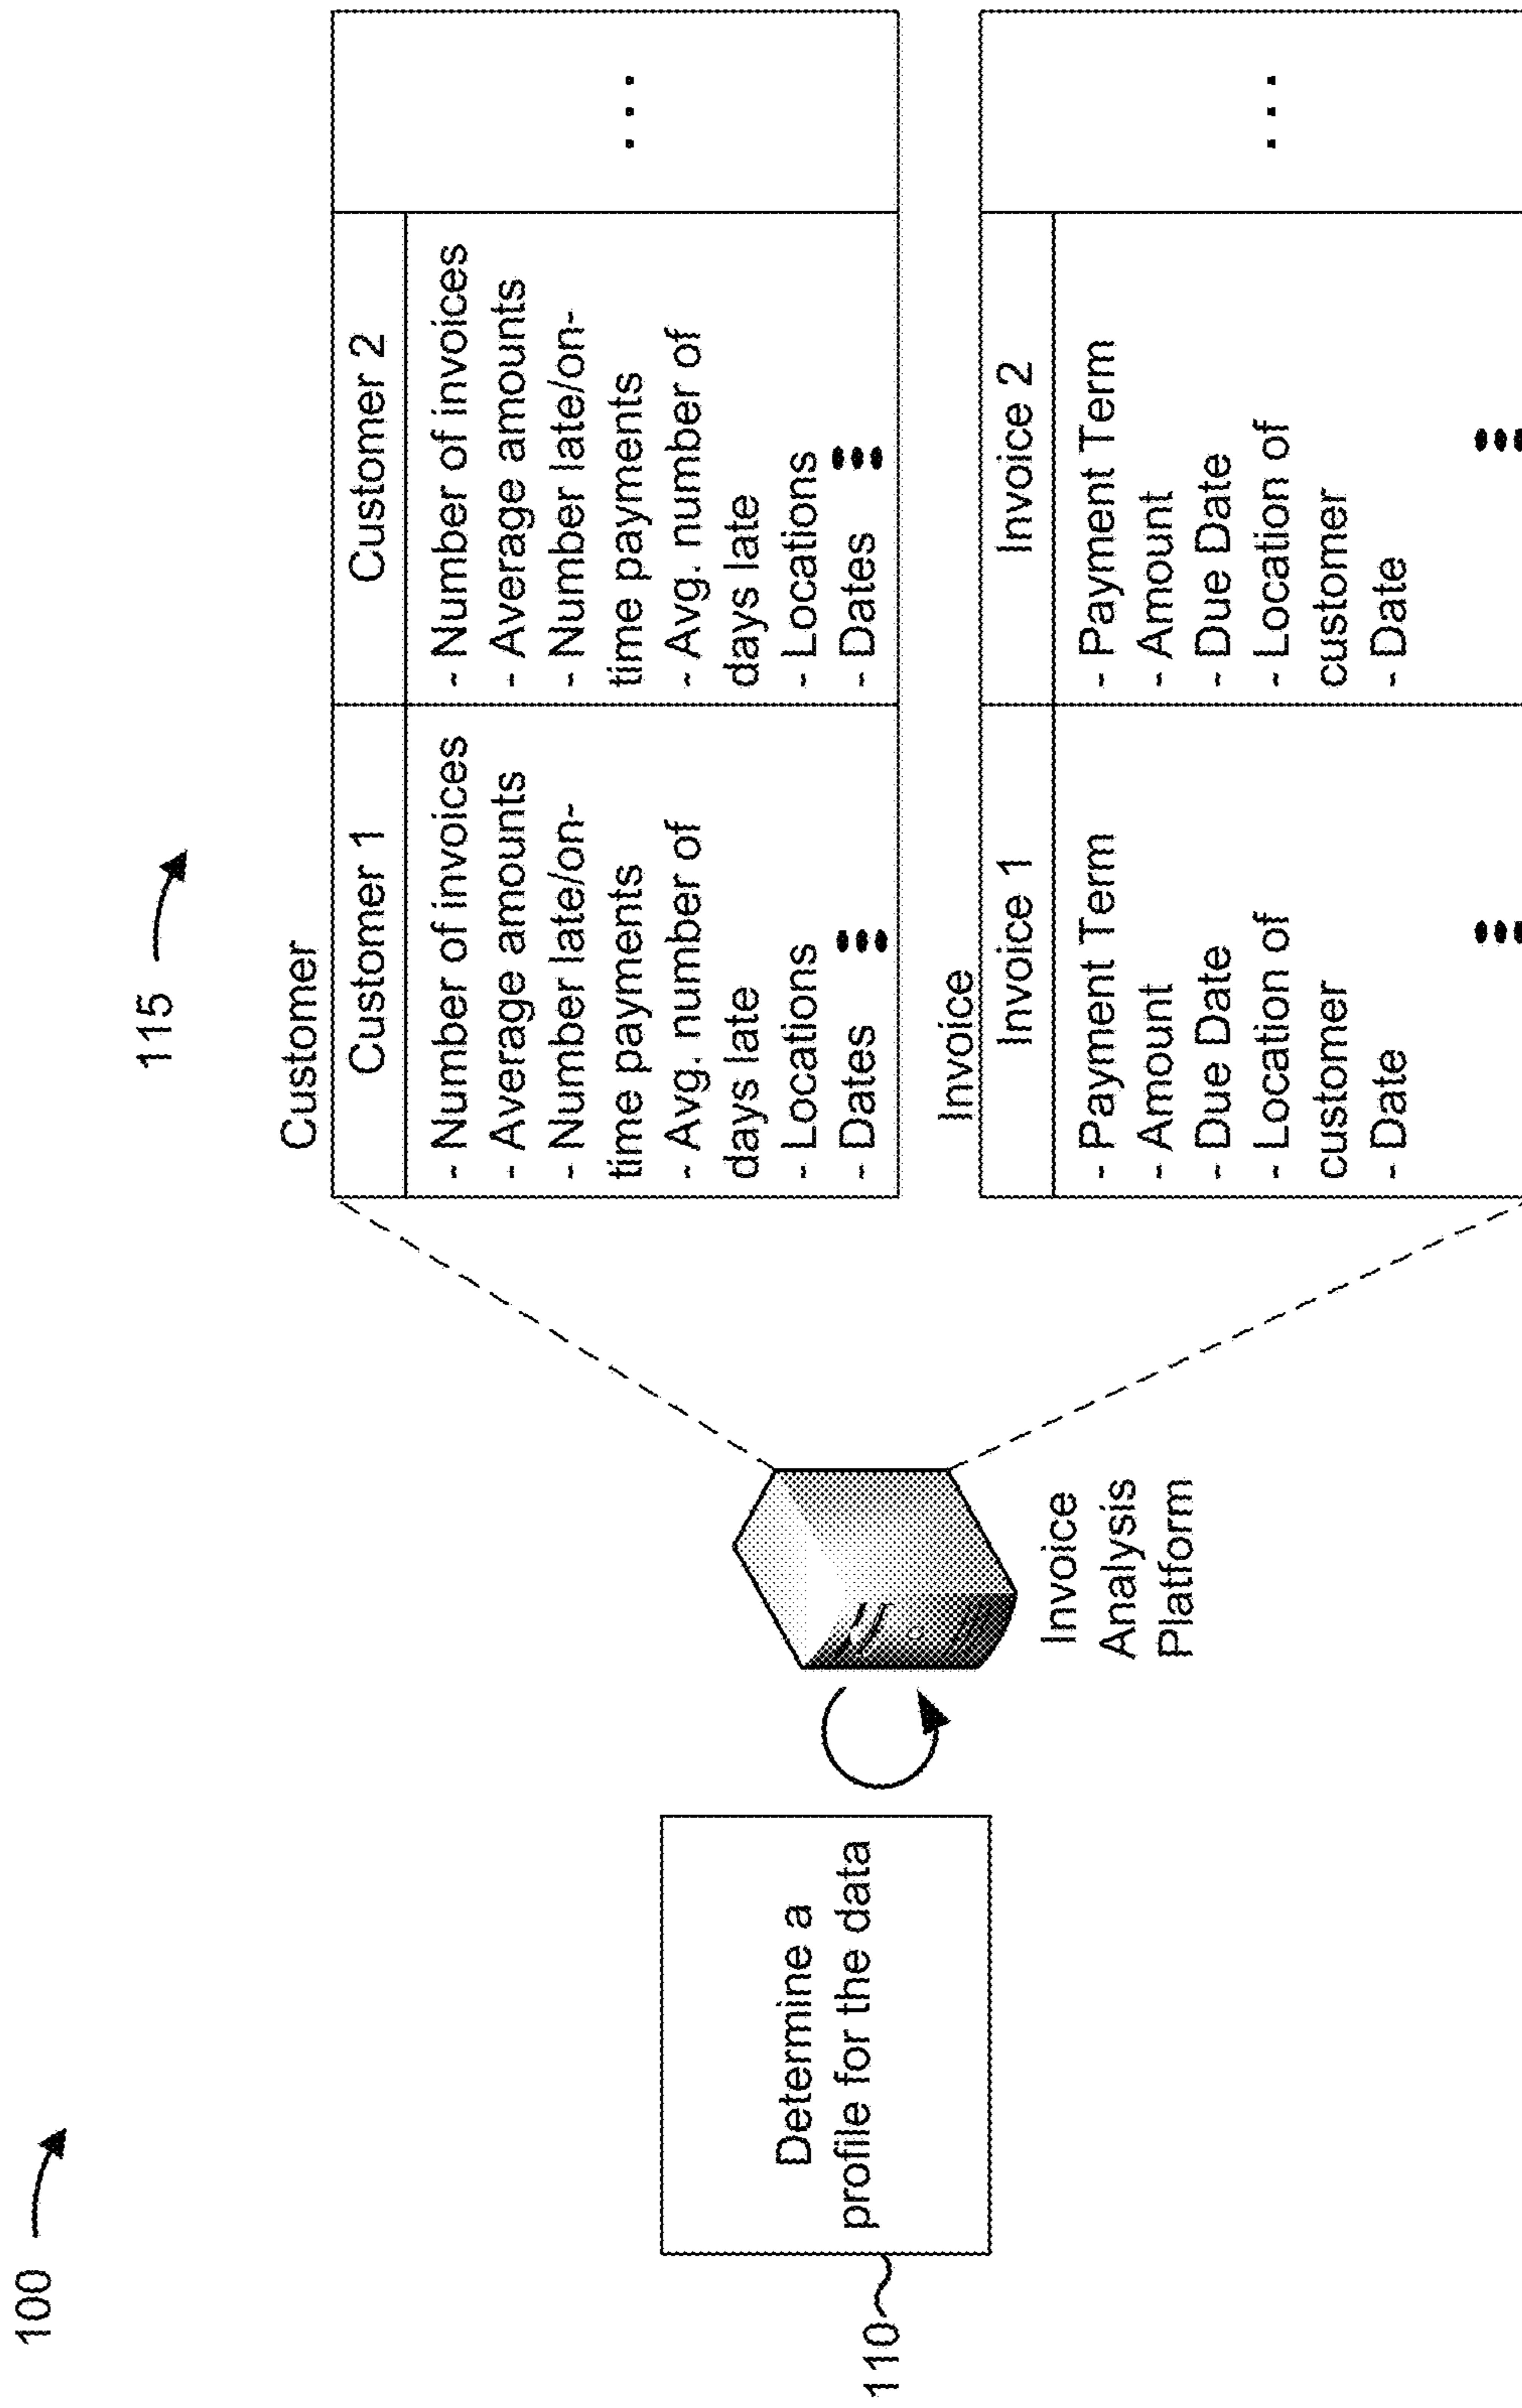 100
115
110
Determine a
profile for the data
Invoice
Analysis
Platform
Customer
Customer 1
- Number of invoices
- Average amounts
- Number late/on-
time payments
- Avg. number of
days late
- Locations
- Dates
Customer 2
- Number of invoices
- Average amounts
- Number late/on-
time payments
- Avg. number of
days late
- Locations
- Dates
...
Invoice
Invoice 1
- Payment Term
- Amount
- Due Date
- Location of
customer
- Date
Invoice 2
- Payment Term
- Amount
- Due Date
- Location of
customer
- Date
...